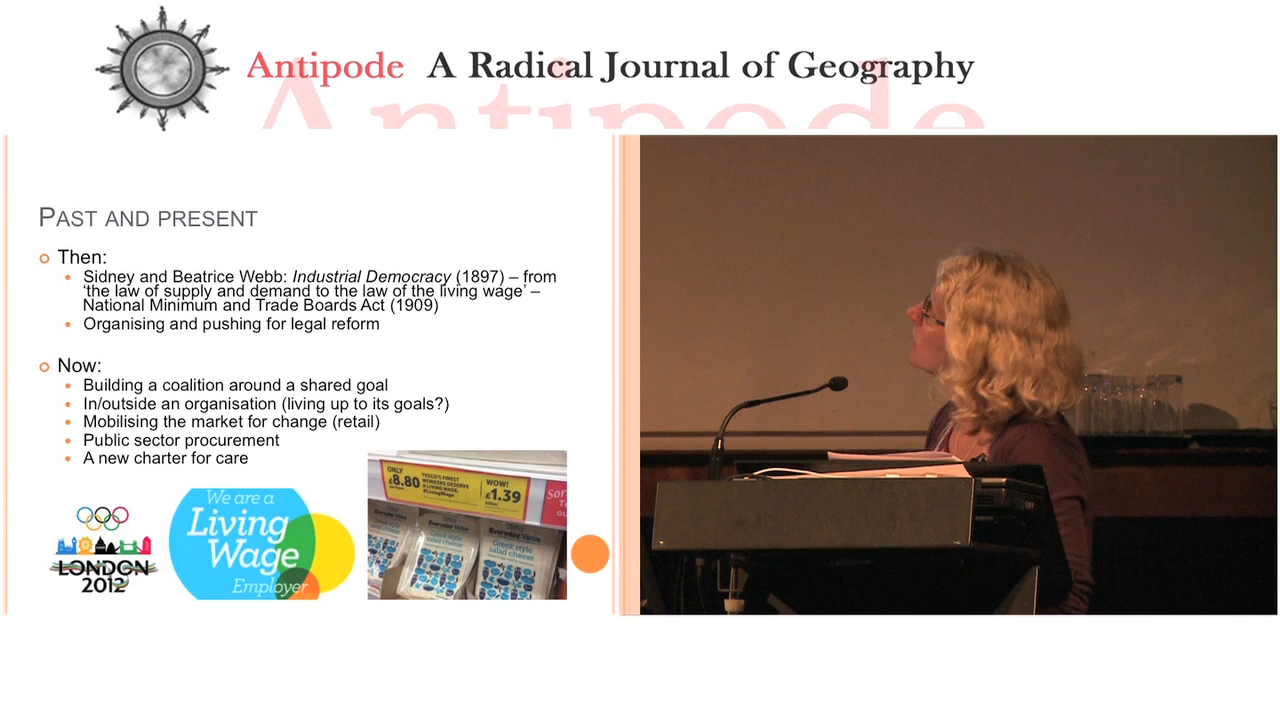 Antipode A Radical Journal of Geography
Antipode
PAST AND PRESENT
Then:
Sidney and Beatrice Webb: Industrial Democracy (1897) – from
‘the law of supply and demand to the law of the living wage’ –
National Minimum and Trade Boards Act (1909)
Organising and pushing for legal reform
Now:
Building a coalition around a shared goal
In/outside an organisation (living up to its goals?)
Mobilising the market for change (retail)
Public sector procurement
A new charter for care
LONDON
2012
We are a
Living
Wage
Employer
ONLY
£8.80
TESCO'S FINEST
WORKERS DESERVE
A LIVING WAGE.
#LivingWage
WOW!
£1.39
Everyday Value
Greek style
salad cheese
Everyday Value
Greek style
salad cheese